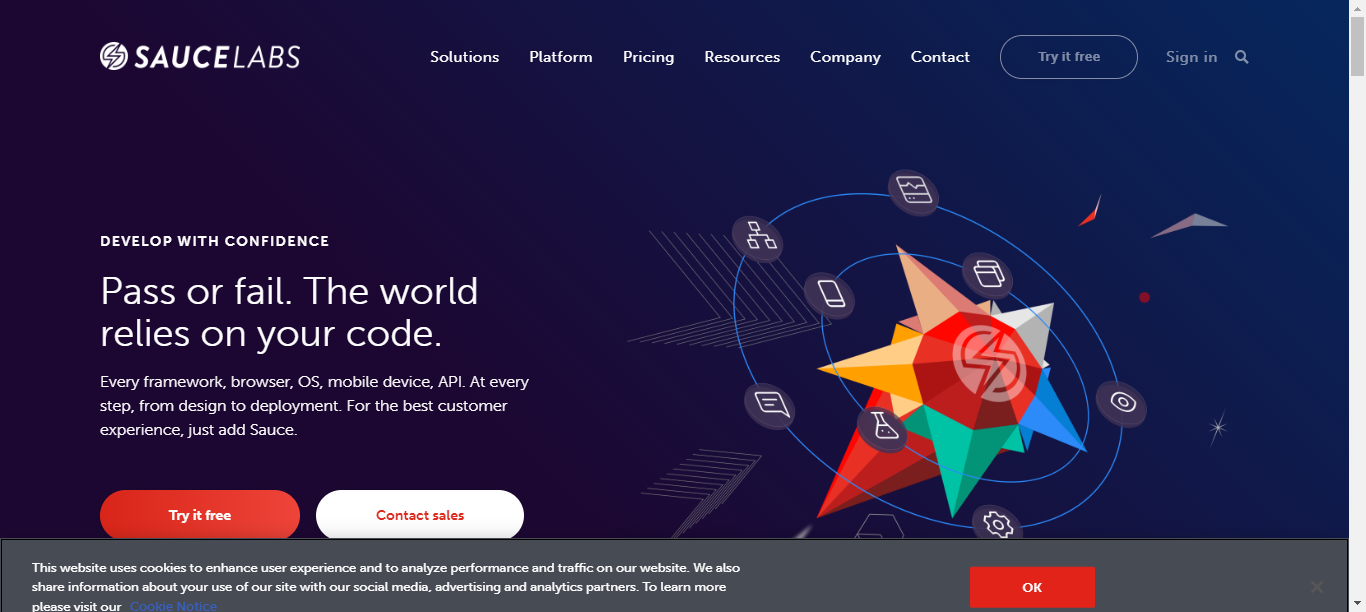 SAUCELABS
Solutions Platform Pricing Resources Company Contact Try it free Sign in
DEVELOP WITH CONFIDENCE
Pass or fail. The world
relies on your code.
Every framework, browser, OS, mobile device, API. At every
step, from design to deployment. For the best customer
experience, just add Sauce.
Try it free Contact sales
This website uses cookies to enhance user experience and to analyze performance and traffic on our website. We also
share information about your use of our site with our social media, advertising and analytics partners. To learn more
please visit our Cookie Notice
OK